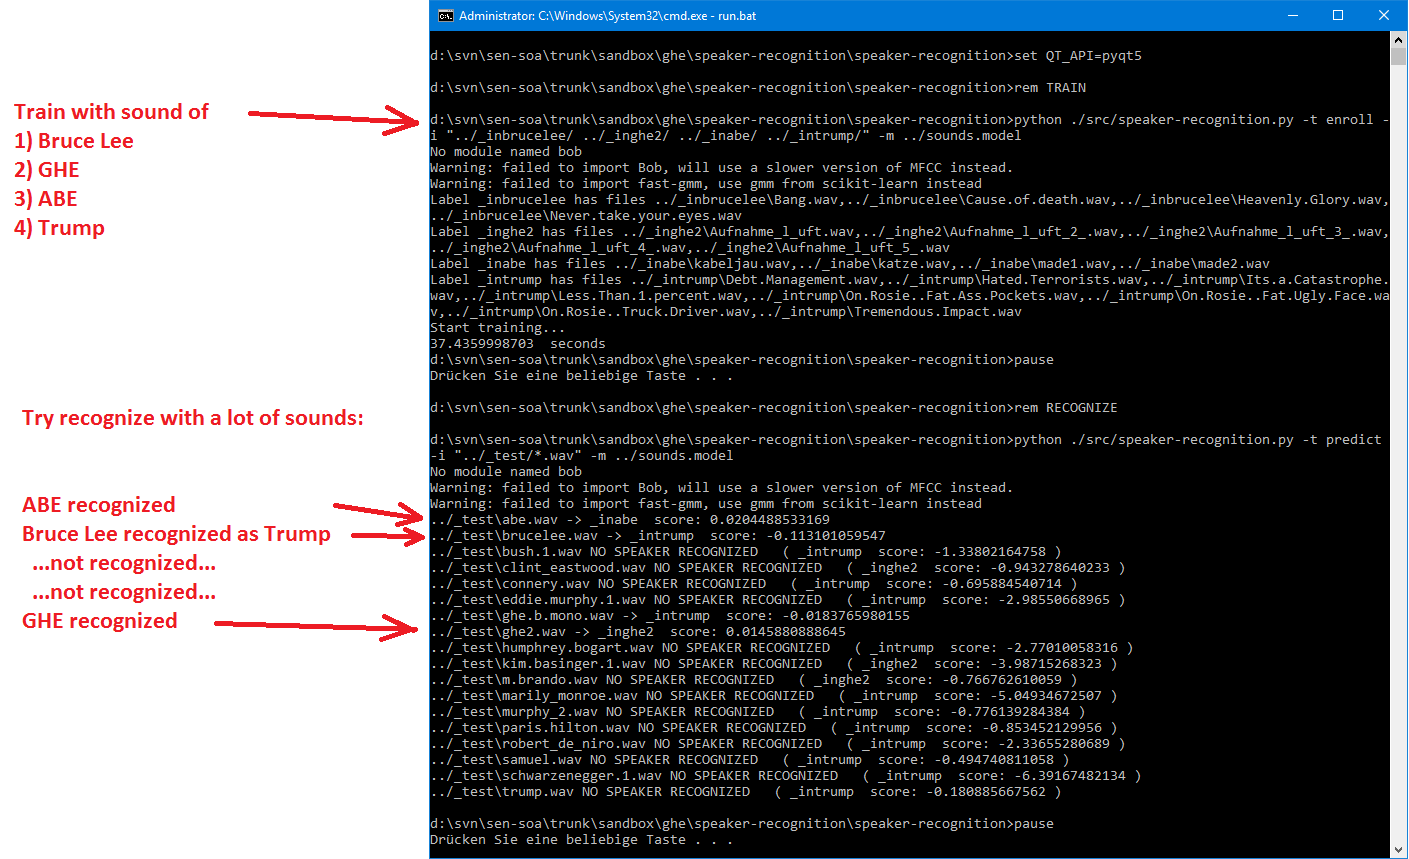 Administrator: C:\Windows\System32\cmd.exe - run.bat
d:\svn\sen-soa\trunk\sandbox\ghe\speaker-recognition\speaker-recognition>set QT_API=pyqt5
d:\svn\sen-soa\trunk\sandbox\ghe\speaker-recognition\speaker-recognition>rem TRAIN
Train with sound of
1) Bruce Lee
2) GHE
3) ABE
4) Trump
d:\svn\sen-soa\trunk\sandbox\ghe\speaker-recognition\speaker-recognition>python ./src/speaker-recognition.py -t enroll -
i "../_inbrucelee/ ../_inghe2/ ../_inabe/ ../_intrump/" -m ../sounds.model
No module named bob
Warning: failed to import Bob, will use a slower version of MFCC instead.
Warning: failed to import fast-gmm, use gmm from scikit-learn instead
Label _inbrucelee has files ../_inbrucelee\Bang.wav,../_inbrucelee\Cause.of.death.wav,../_inbrucelee\Heavenly.Glory.wav,
../_inbrucelee\Never.take.your.eyes.wav
Label _inghe2 has files ../_inghe2\Aufnahme_l_uft.wav,../_inghe2\Aufnahme_l_uft_2_.wav,../_inghe2\Aufnahme_l_uft_3_.wav,
../_inghe2\Aufnahme_l_uft_4_.wav,../_inghe2\Aufnahme_l_uft_5_.wav
Label _inabe has files ../_inabe\kabeljau.wav,../_inabe\katze.wav,../_inabe\made1.wav,../_inabe\made2.wav
Label _intrump has files ../_intrump\Debt.Management.wav,../_intrump\Hated.Terrorists.wav,../_intrump\Its.a.Catastrophe.
wav,../_intrump\Less.Than.1.percent.wav,../_intrump\On.Rosie..Fat.Ass.Pockets.wav,../_intrump\On.Rosie..Fat.Ugly.Face.wa
v,../_intrump\On.Rosie..Truck.Driver.wav,../_intrump\Tremendous.Impact.wav
Start training...
37.4359998703  seconds
d:\svn\sen-soa\trunk\sandbox\ghe\speaker-recognition\speaker-recognition>pause
Drücken Sie eine beliebige Taste . . .
d:\svn\sen-soa\trunk\sandbox\ghe\speaker-recognition\speaker-recognition>rem RECOGNIZE
Try recognize with a lot of sounds:
d:\svn\sen-soa\trunk\sandbox\ghe\speaker-recognition\speaker-recognition>python ./src/speaker-recognition.py -t predict
-i "../_test/*.wav" -m ../sounds.model
No module named bob
Warning: failed to import Bob, will use a slower version of MFCC instead.
Warning: failed to import fast-gmm, use gmm from scikit-learn instead
ABE recognized
Bruce Lee recognized as Trump
...not recognized...
...not recognized...
GHE recognized
../_test\abe.wav -> _inabe  score: 0.0204488533169
../_test\brucelee.wav -> _intrump  score: -0.113101059547
../_test\bush.1.wav NO SPEAKER RECOGNIZED   ( _intrump  score: -1.33802164758 )
../_test\clint_eastwood.wav NO SPEAKER RECOGNIZED   ( _inghe2  score: -0.943278640233 )
../_test\connery.wav NO SPEAKER RECOGNIZED   ( _intrump  score: -0.695884540714 )
../_test\eddie.murphy.1.wav NO SPEAKER RECOGNIZED   ( _intrump  score: -2.98550668965 )
../_test\ghe.b.mono.wav -> _intrump  score: -0.0183765980155
../_test\ghe2.wav -> _inghe2  score: 0.0145880888645
../_test\humphrey.bogart.wav NO SPEAKER RECOGNIZED   ( _intrump  score: -2.77010058316 )
../_test\kim.basinger.1.wav NO SPEAKER RECOGNIZED   ( _inghe2  score: -3.98715268323 )
../_test\m.brando.wav NO SPEAKER RECOGNIZED   ( _inghe2  score: -0.766762610059 )
../_test\marily_monroe.wav NO SPEAKER RECOGNIZED   ( _intrump  score: -5.04934672507 )
../_test\murphy_2.wav NO SPEAKER RECOGNIZED   ( _intrump  score: -0.776139284384 )
../_test\paris.hilton.wav NO SPEAKER RECOGNIZED   ( _intrump  score: -0.853452129956 )
../_test\robert_de_niro.wav NO SPEAKER RECOGNIZED   ( _intrump  score: -2.33655280689 )
../_test\samuel.wav NO SPEAKER RECOGNIZED   ( _intrump  score: -0.494740811058 )
../_test\schwarzenegger.1.wav NO SPEAKER RECOGNIZED   ( _intrump  score: -6.39167482134 )
../_test\trump.wav NO SPEAKER RECOGNIZED   ( _intrump  score: -0.180885667562 )
d:\svn\sen-soa\trunk\sandbox\ghe\speaker-recognition\speaker-recognition>pause
Drücken Sie eine beliebige Taste . . .